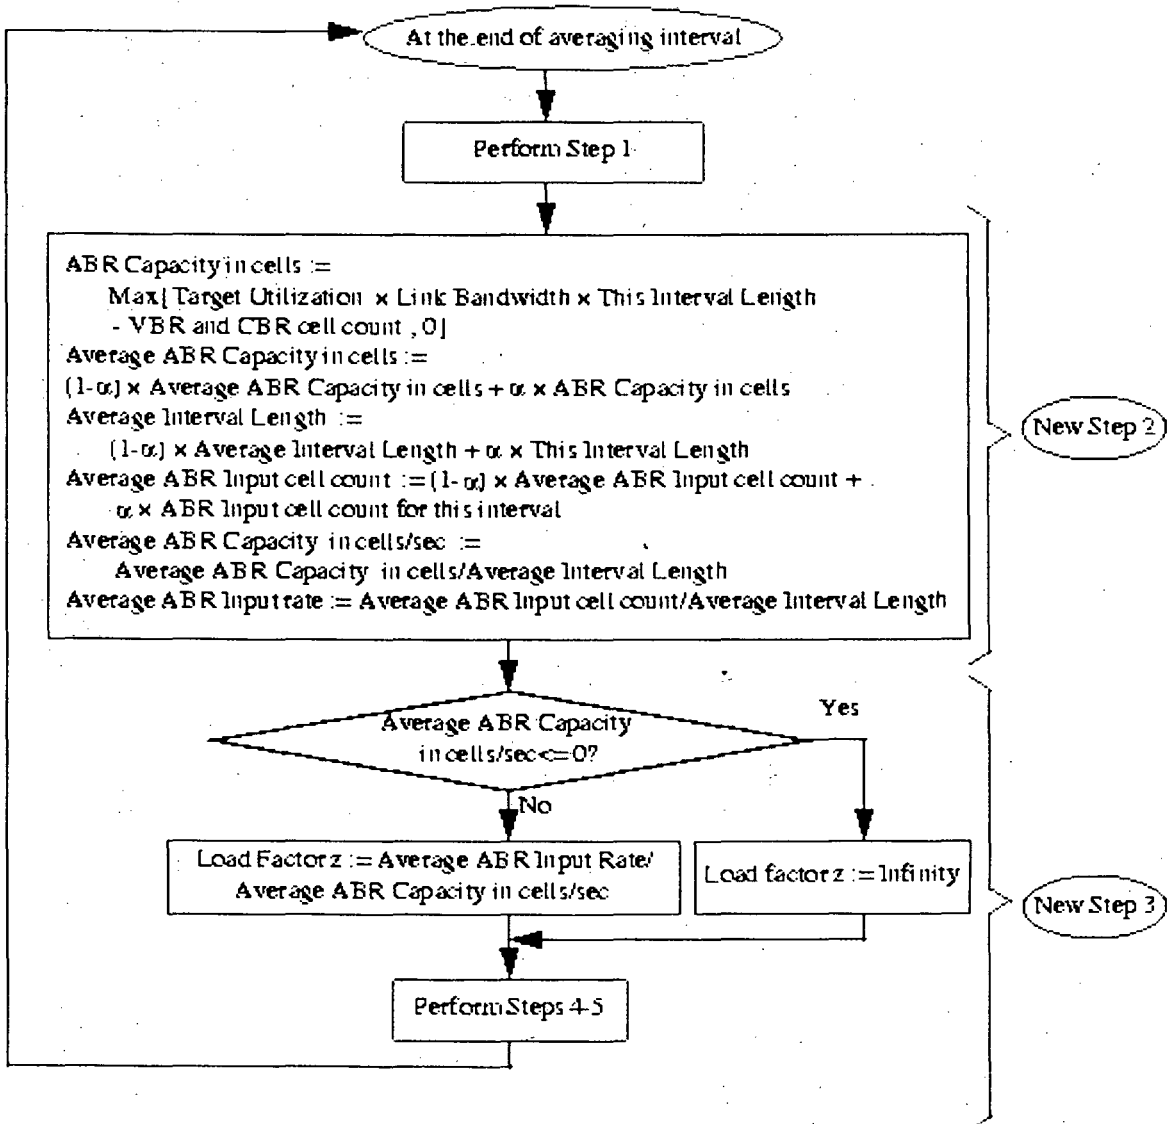 At the end of averaging interval
Perform Step 1
ABR Capacity in cells :=
Max{Target Utilization × Link Bandwidth × This Interval Length
- VBR and CBR cell count , 0}
Average ABR Capacity in cells :=
(1-α) × Average ABR Capacity in cells + α × ABR Capacity in cells
Average Interval Length :=
(1-α) × Average Interval Length + α × This Interval Length
Average ABR Input cell count := (1-α) × Average ABR Input cell count +
α × ABR Input cell count for this interval
Average ABR Capacity in cells/sec :=
Average ABR Capacity in cells/Average Interval Length
Average ABR Input rate := Average ABR Input cell count/Average Interval Length
New Step 2
Average ABR Capacity
in cells/sec<=0?
Yes
No
Load Factor z := Average ABR Input Rate/
Average ABR Capacity in cells/sec
Load factor z := Infinity
New Step 3
Perform Steps 4-5